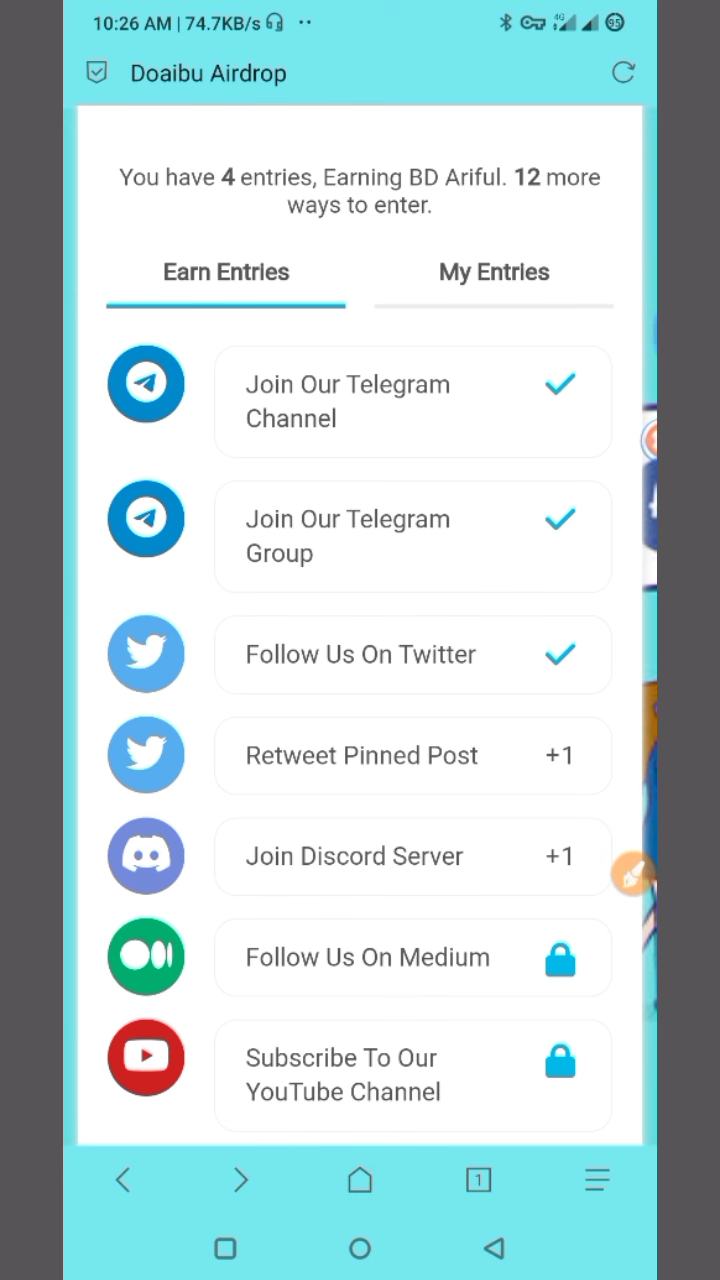 10:26 AM | 74.7KB/s
4G
95
Doaibu Airdrop
You have 4 entries, Earning BD Ariful. 12 more
ways to enter.
Earn Entries
My Entries
Join Our Telegram
Channel
Join Our Telegram
Group
Follow Us On Twitter
Retweet Pinned Post +1
Join Discord Server +1
Follow Us On Medium
Subscribe To Our
YouTube Channel
1